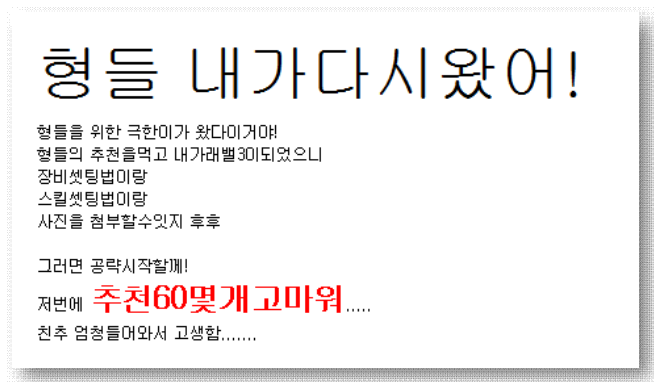 형들 내가다시왔어!
형들을 위한 극한이가 왔다이거야!
형들의 추천을먹고 내가래밸3이되었으니
장비셋팅법이랑
스킬셋팅법이랑
사진을 첨부할수잇지 후후
그러면 공략시작할께!
저번에 추천60몇개고마워.....
친추 엄청들어와서 고생함.......